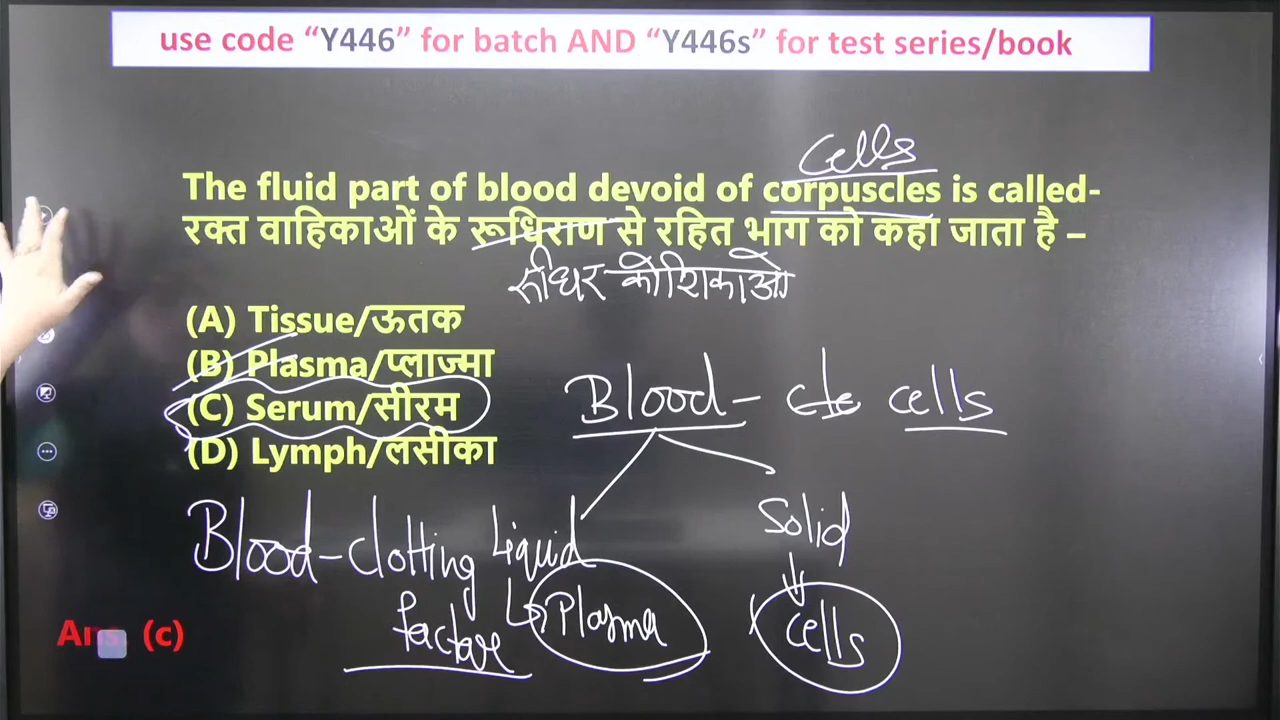 use code “Y446” for batch AND “Y446s” for test series/book
cells
The fluid part of blood devoid of corpuscles is called-
रक्त वाहिकाओं के रूधिराण से रहित भाग को कहा जाता है –
कोशिकाओ
(A) Tissue/ऊतक
(B) Plasma/प्लाज्मा
(C) Serum/सीरम
(D) Lymph/लसीका
Blood- cells
Blood-clotting
factore
Liquid
Plasma
Solid
cells
Ans. (c)